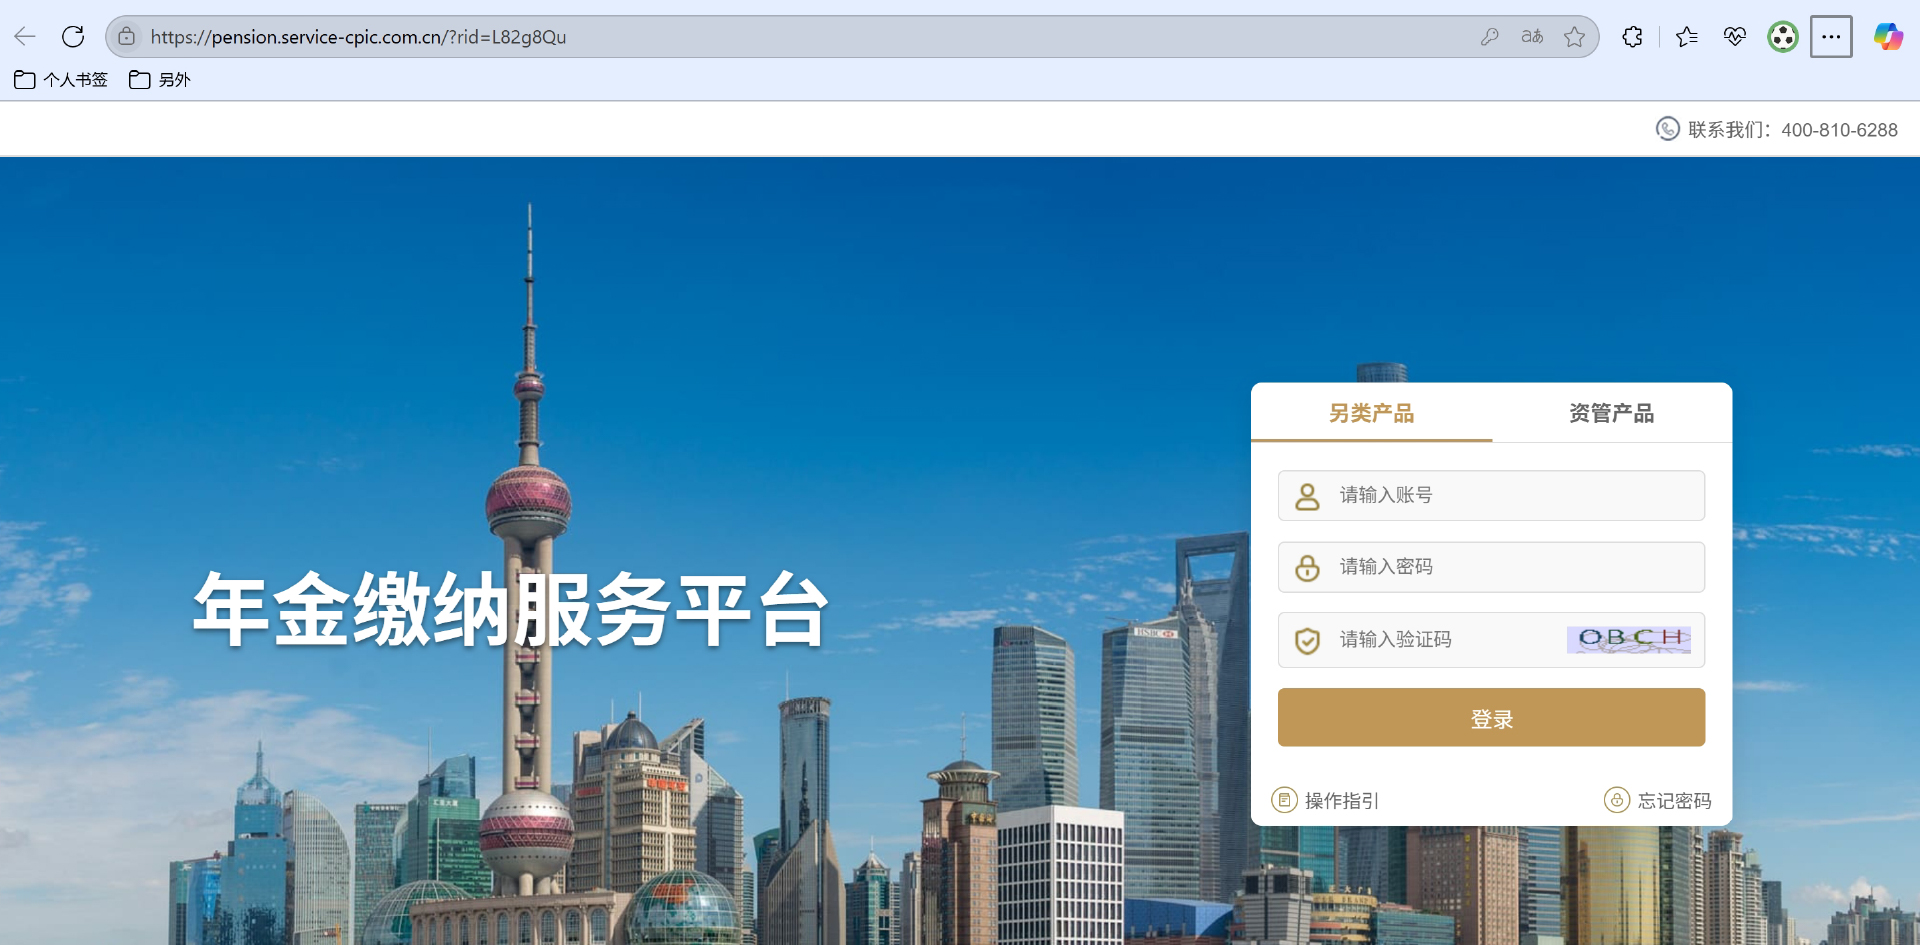 https://pension.service-cpic.com.cn/?rid=L82g8Qu
aあ
个人书签 另外
联系我们：400-810-6288
另类产品 资管产品
请输入账号
请输入密码
年金缴纳服务平台
HSBC
请输入验证码 OBCH
登录
操作指引 忘记密码